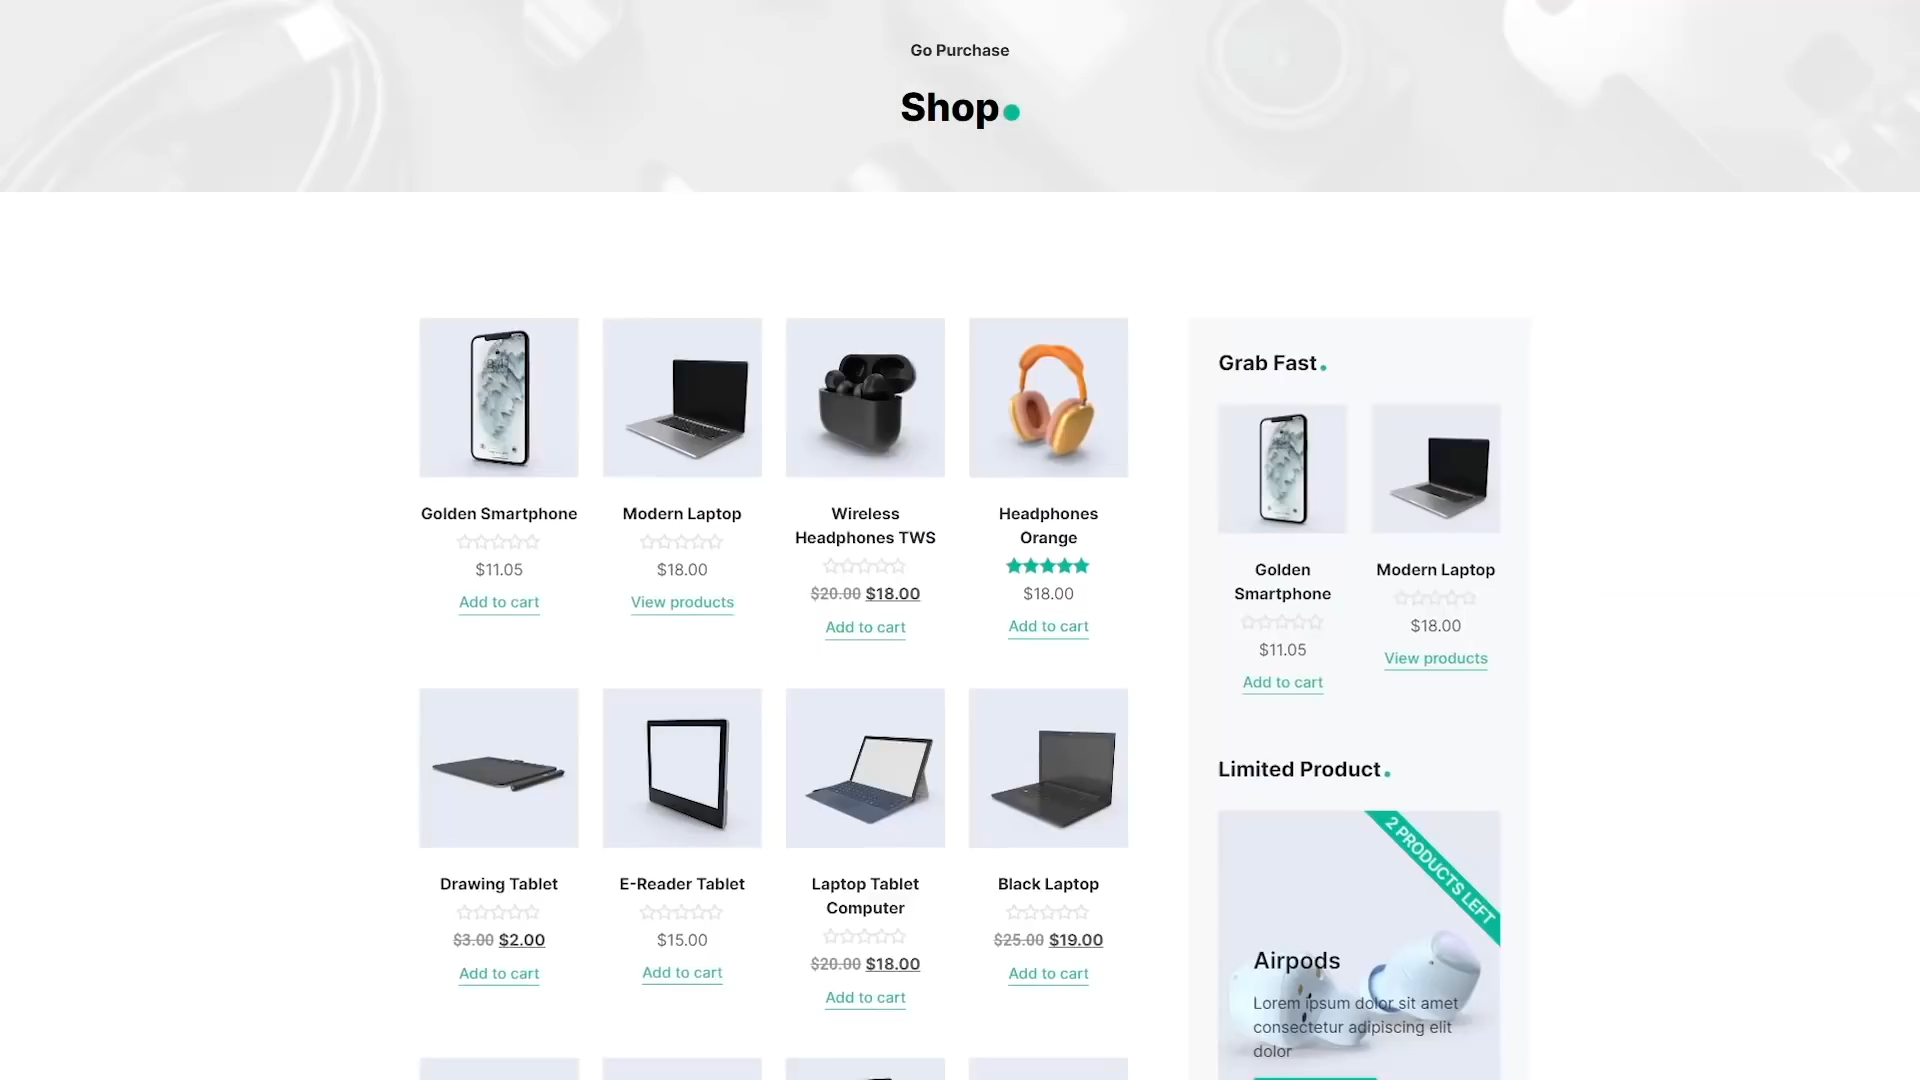 Go Purchase
Shop
Golden Smartphone
$11.05
Add to cart
Modern Laptop
$18.00
View products
Wireless
Headphones TWS
$20.00 $18.00
Add to cart
Headphones
Orange
$18.00
Add to cart
Drawing Tablet
$3.00 $2.00
Add to cart
E-Reader Tablet
$15.00
Add to cart
Laptop Tablet
Computer
$20.00 $18.00
Add to cart
Black Laptop
$25.00 $19.00
Add to cart
Grab Fast.
Golden
Smartphone
$11.05
Add to cart
Modern Laptop
$18.00
View products
Limited Product.
2 PRODUCTS LEFT
Airpods
Lorem ipsum dolor sit amet
consectetur adipiscing elit
dolor